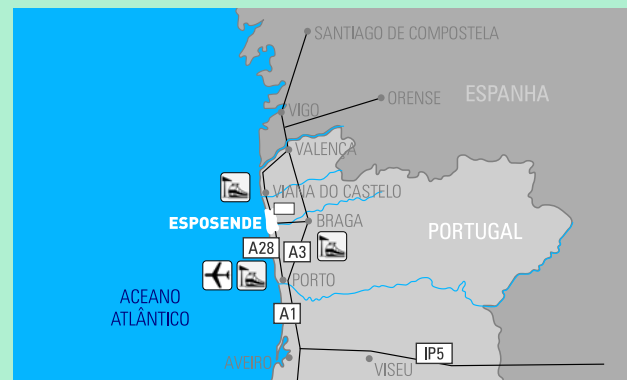 SANTIAGO DE COMPOSTELA
ORENSE
ESPANHA
VIGO
VALENÇA
VIANA DO CASTELO
ESPOSENDE
BRAGA
PORTUGAL
A28
A3
PORTO
ACEANO
ATLÂNTICO
A1
AVEIRO
VISEU
IP5